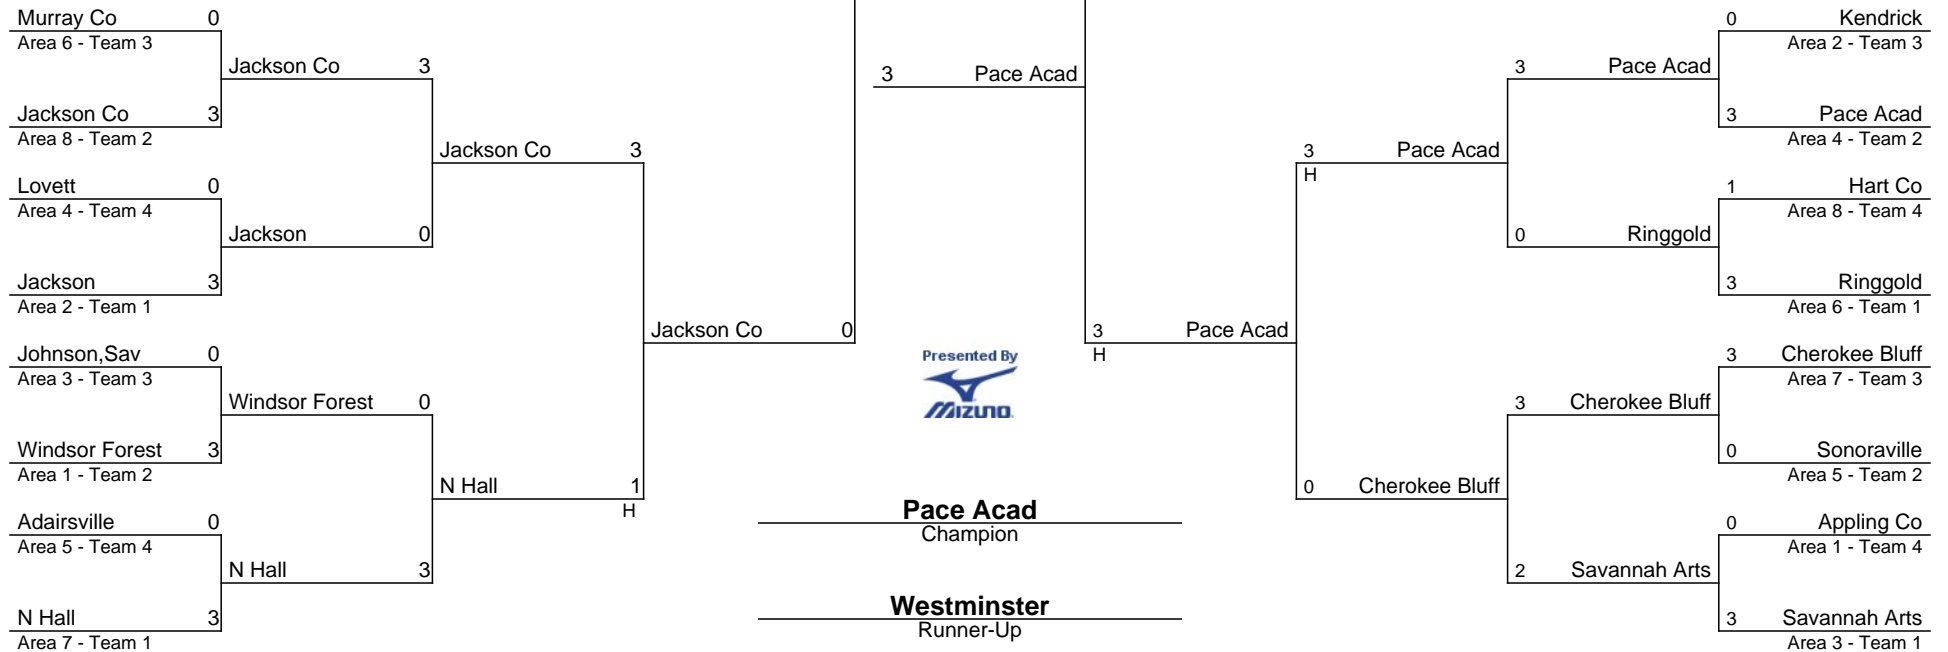 Murray Co 0
Area 6 - Team 3
Jackson Co 3
Jackson Co 3
Area 8 - Team 2
Jackson Co 3
Lovett 0
Area 4 - Team 4
Jackson 0
Jackson 3
Area 2 - Team 1
Jackson Co 0
Johnson,Sav 0
Area 3 - Team 3
Windsor Forest 0
Windsor Forest 3
Area 1 - Team 2
N Hall 1
H
Adairsville 0
Area 5 - Team 4
N Hall 3
N Hall 3
Area 7 - Team 1
3 Pace Acad
Presented By
MIZUNO
Pace Acad
Champion
Westminster
Runner-Up
0 Kendrick
Area 2 - Team 3
3 Pace Acad
3 Pace Acad
Area 4 - Team 2
3 Pace Acad
H
1 Hart Co
Area 8 - Team 4
0 Ringgold
3 Ringgold
Area 6 - Team 1
3 Pace Acad
H
3 Cherokee Bluff
Area 7 - Team 3
3 Cherokee Bluff
0 Sonoraville
Area 5 - Team 2
0 Cherokee Bluff
0 Appling Co
Area 1 - Team 4
2 Savannah Arts
3 Savannah Arts
Area 3 - Team 1